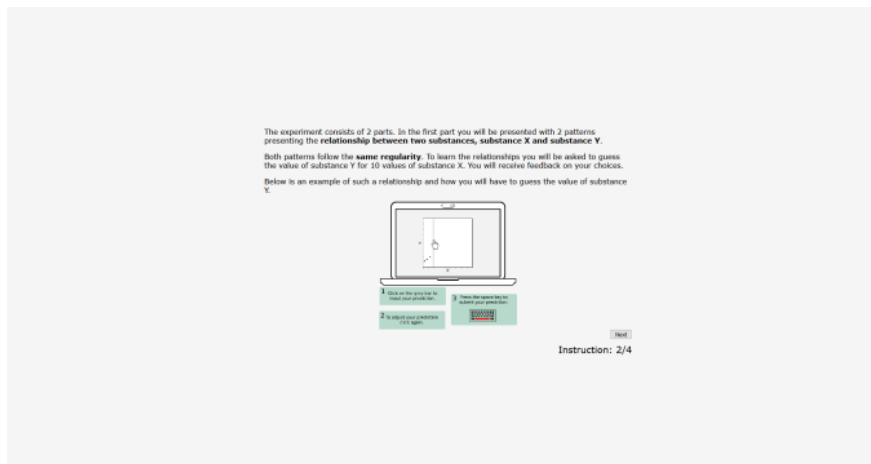 The experiment consists of 2 parts. In the first part you will be presented with 2 patterns
presenting the relationship between two substances, substance X and substance Y.
Both patterns follow the same regularity. To learn the relationships you will be asked to guess
the value of substance Y for 10 values of substance X. You will receive feedback on your choices.
Below is an example of such a relationship and how you will have to guess the value of substance
Y.
1 Click on the grey bar to
input your prediction.
2 To adjust your prediction
click again.
3 Press the space key to
submit your prediction.
Next
Instruction: 2/4